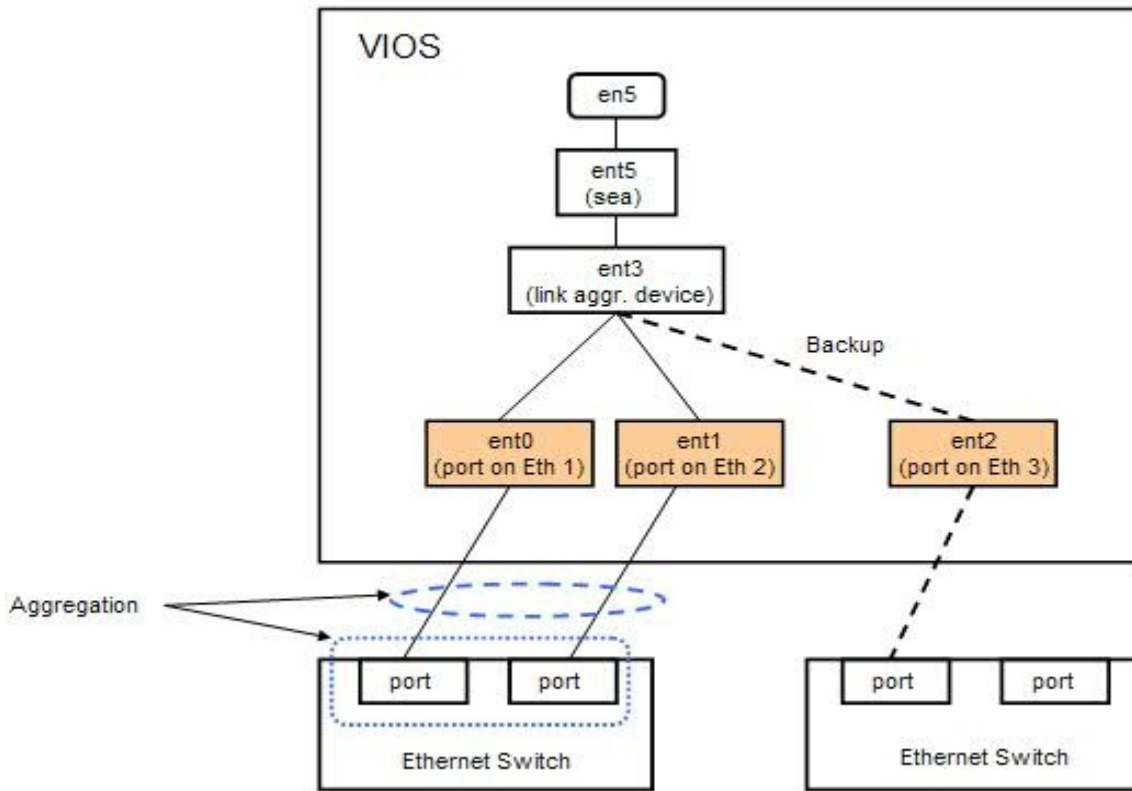 VIOS
en5
ent5
(sea)
ent3
(link aggr. device)
Backup
ent0
(port on Eth 1)
ent1
(port on Eth 2)
ent2
(port on Eth 3)
Aggregation
port
port
port
port
Ethernet Switch
Ethernet Switch